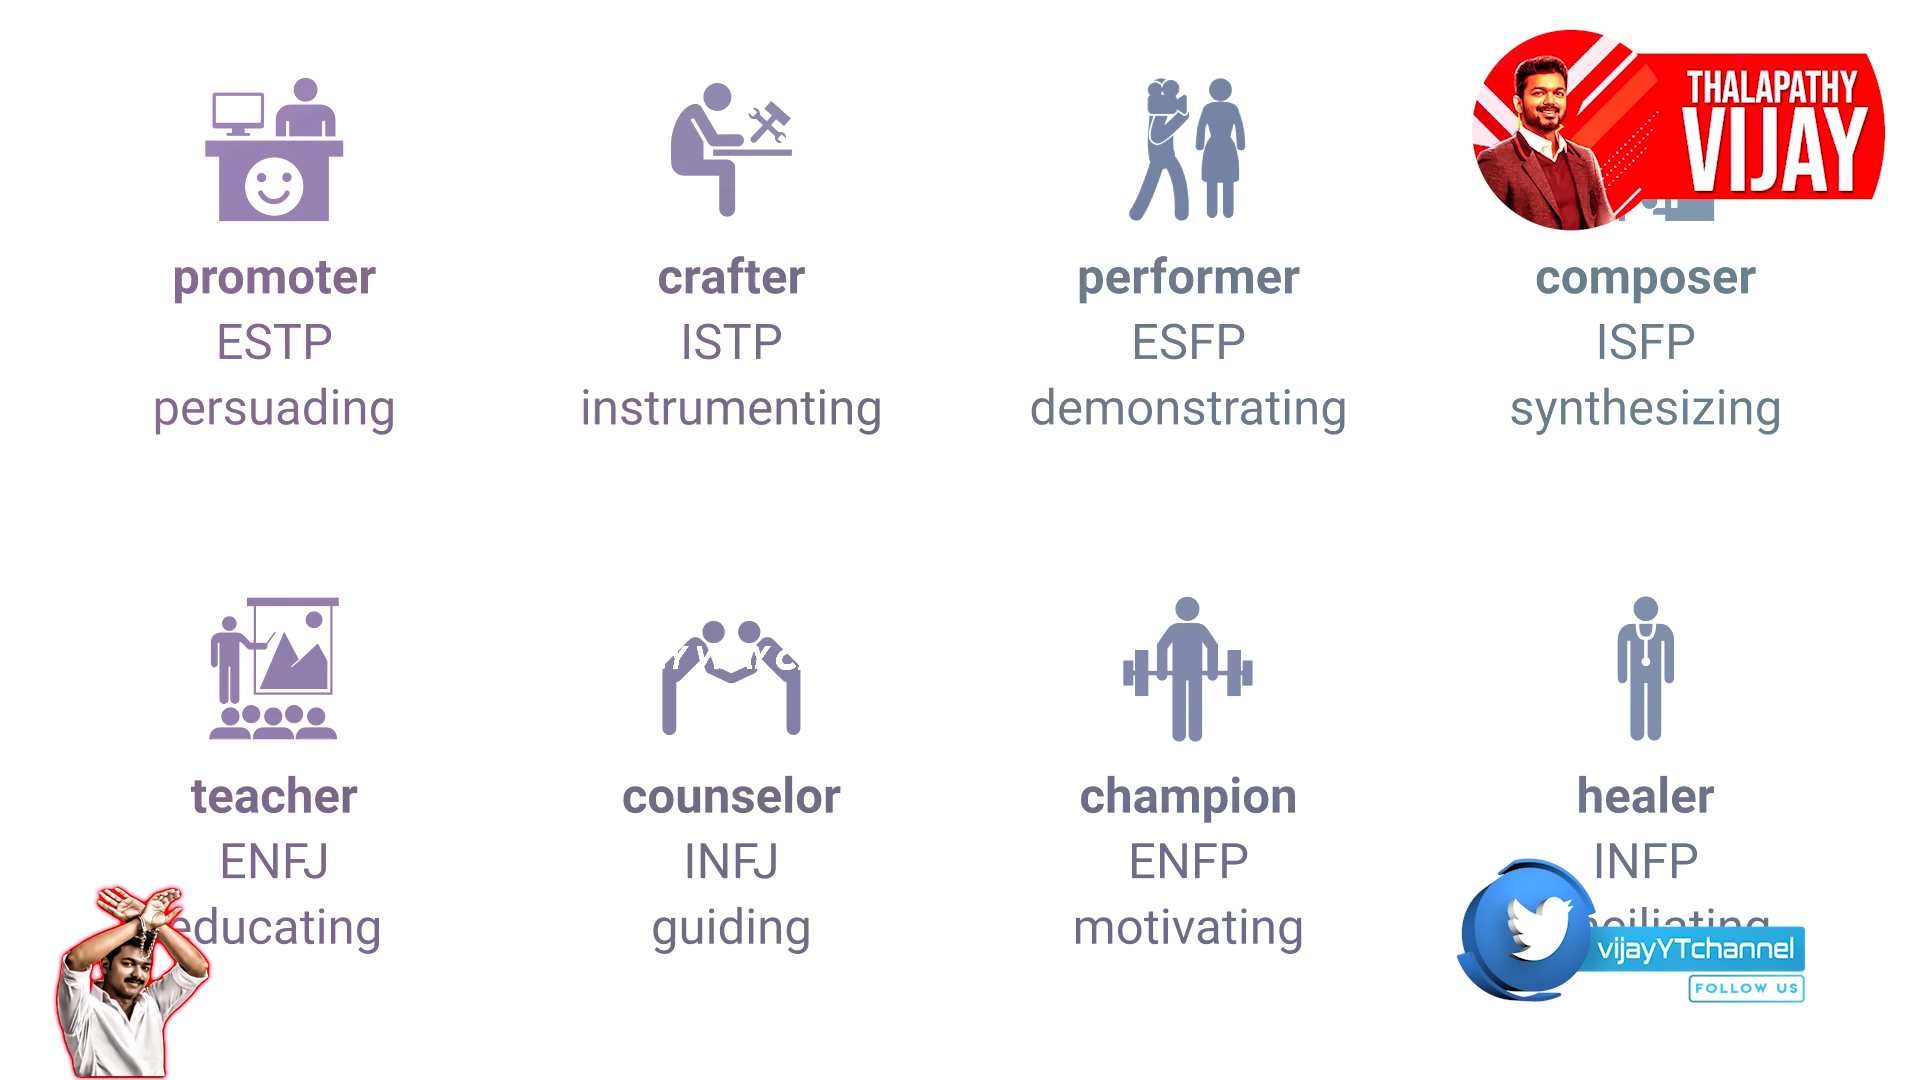 THALAPATHY
VIJAY
promoter
ESTP
persuading
crafter
ISTP
instrumenting
performer
ESFP
demonstrating
composer
ISFP
synthesizing
teacher
ENFJ
educating
counselor
INFJ
guiding
champion
ENFP
motivating
healer
INFP
vijayYTchannel
FOLLOW US